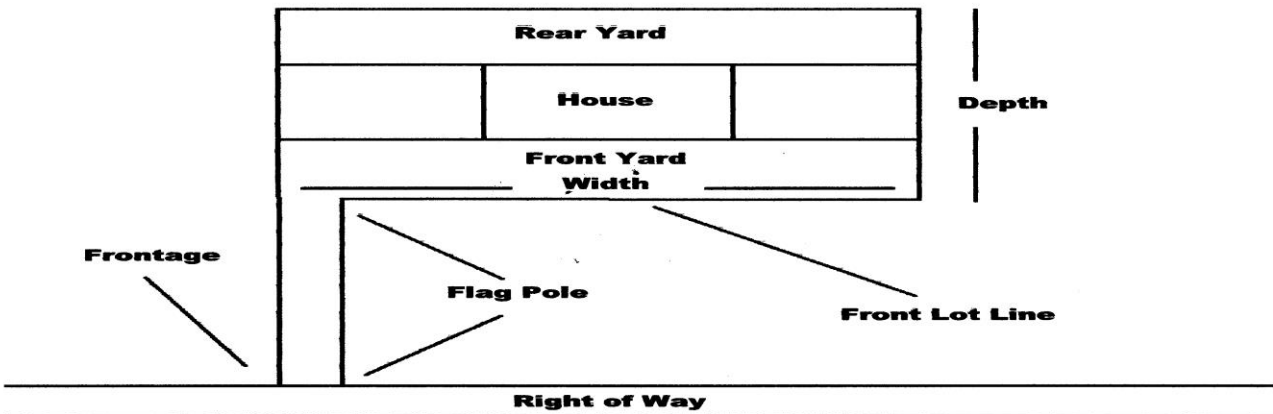 Rear Yard
House
Depth
Front Yard
Width
Frontage
Flag Pole
Front Lot Line
Right of Way